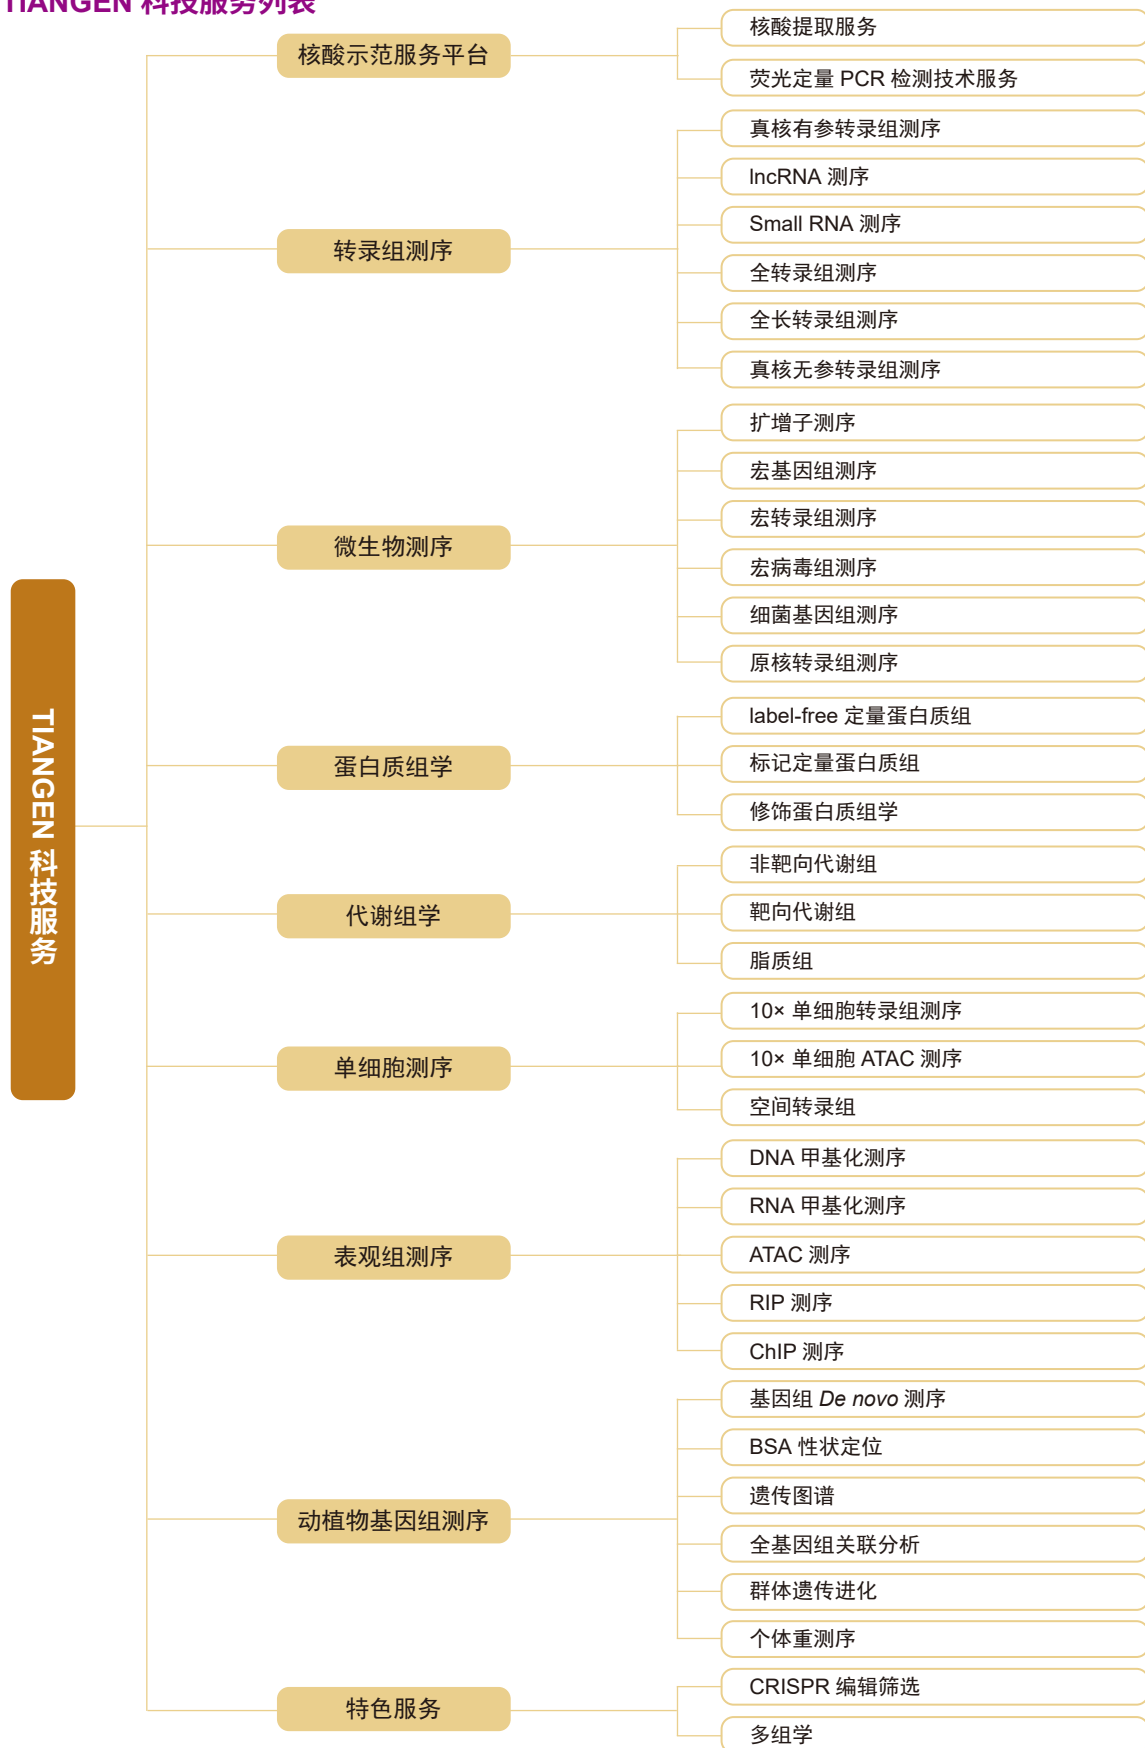 TIANGEN 科技服务列表
TIANGEN 科技服务
核酸示范服务平台
核酸提取服务
荧光定量 PCR 检测技术服务
转录组测序
真核有参转录组测序
lncRNA 测序
Small RNA 测序
全转录组测序
全长转录组测序
真核无参转录组测序
微生物测序
扩增子测序
宏基因组测序
宏转录组测序
宏病毒组测序
细菌基因组测序
原核转录组测序
蛋白质组学
label-free 定量蛋白质组
标记定量蛋白质组
修饰蛋白质组学
代谢组学
非靶向代谢组
靶向代谢组
脂质组
单细胞测序
10× 单细胞转录组测序
10× 单细胞 ATAC 测序
空间转录组
表观组测序
DNA 甲基化测序
RNA 甲基化测序
ATAC 测序
RIP 测序
ChIP 测序
动植物基因组测序
基因组 De novo 测序
BSA 性状定位
遗传图谱
全基因组关联分析
群体遗传进化
个体重测序
特色服务
CRISPR 编辑筛选
多组学